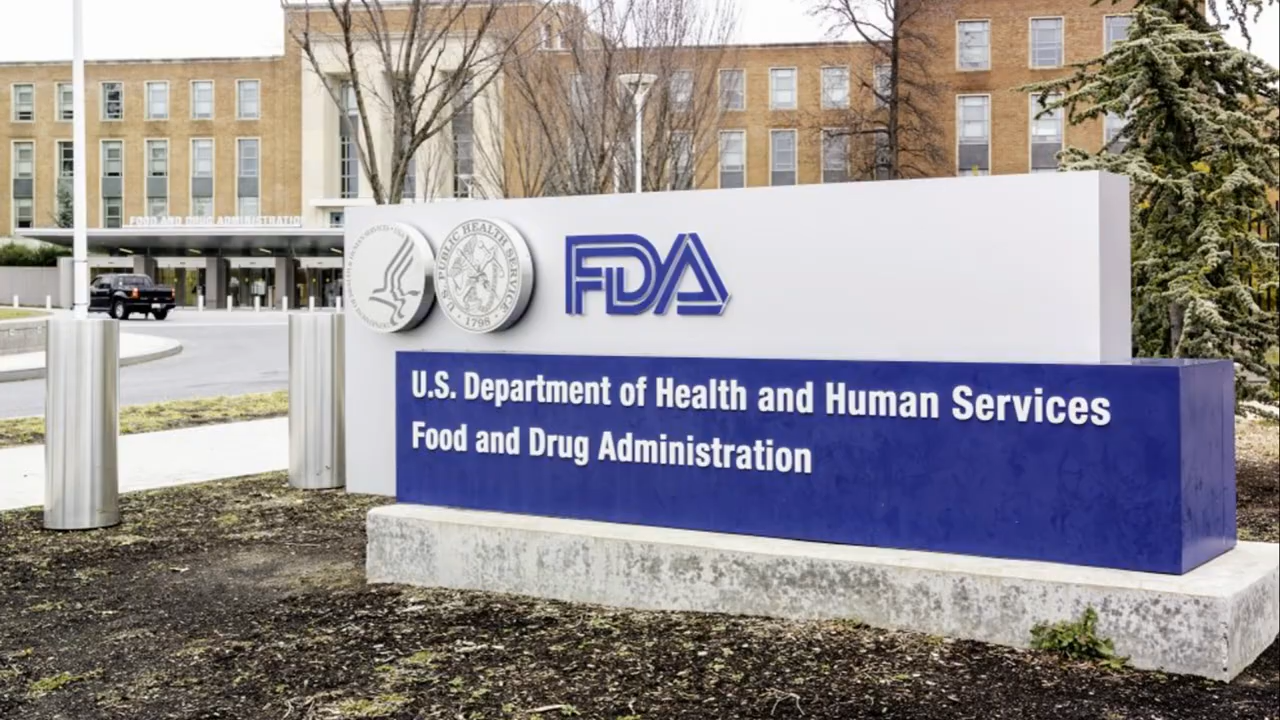 FOOD AND DRUG ADMINISTRATION
PUBLIC HEALTH SERVICE
U.S.
1798
FDA
U.S. Department of Health and Human Services
Food and Drug Administration